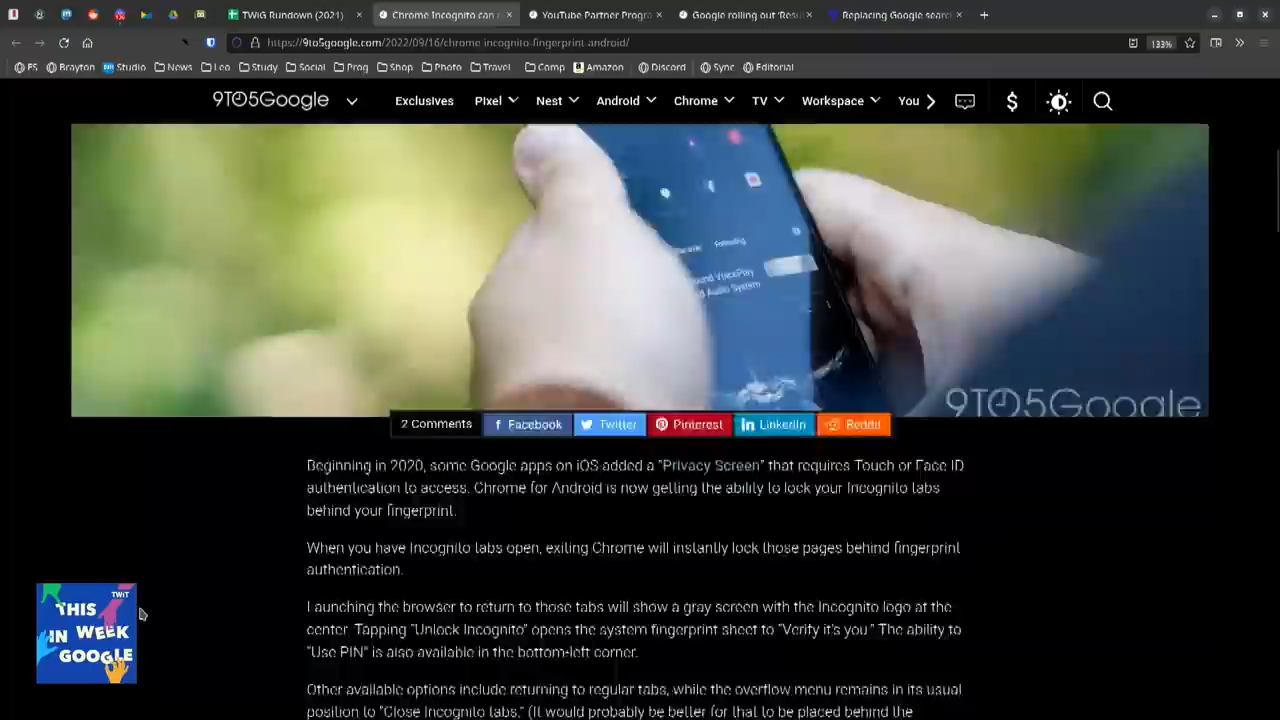 TWiG Rundown (2021)
Chrome Incognito can
YouTube Partner Progra
Google rolling out 'Resu
Replacing Google searc
https://9to5google.com/2022/09/16/chrome-incognito-fingerprint-android/
133%
FS Brayton Studio News Leo Study Social Prog Shop Photo Travel Comp Amazon Discord Sync Editorial
9TO5Google Exclusives Pixel Nest Android Chrome TV Workspace You
Following
ound VoicePlay
Audio System
9TO5Google
2 Comments Facebook Twitter Pinterest LinkedIn Reddit
Beginning in 2020, some Google apps on iOS added a "Privacy Screen" that requires Touch or Face ID
authentication to access. Chrome for Android is now getting the ability to lock your Incognito tabs
behind your fingerprint.
When you have Incognito tabs open, exiting Chrome will instantly lock those pages behind fingerprint
authentication.
Launching the browser to return to those tabs will show a gray screen with the Incognito logo at the
center. Tapping "Unlock Incognito" opens the system fingerprint sheet to "Verify it's you." The ability to
"Use PIN" is also available in the bottom-left corner.
Other available options include returning to regular tabs, while the overflow menu remains in its usual
position to "Close Incognito tabs." (It would probably be better for that to be placed behind the
TWiT
THIS
IN WEEK
GOOGLE